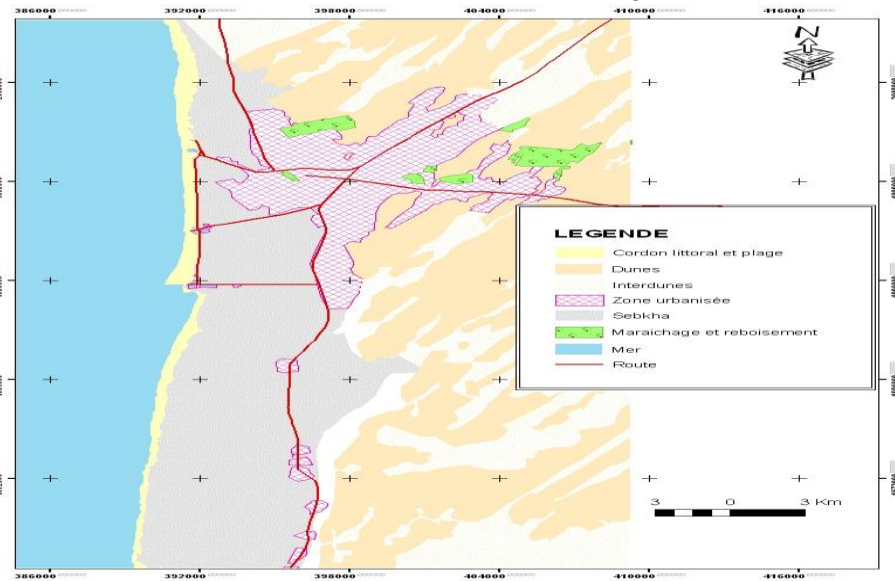 386000 392000 398000 404000 410000 416000
N
LEGENDE
Cordon littoral et plage
Dunes
Interdunes
Zone urbanisée
Sebkha
Maraichage et reboisement
Mer
Route
3 0 3 Km
386000 392000 398000 404000 410000 416000